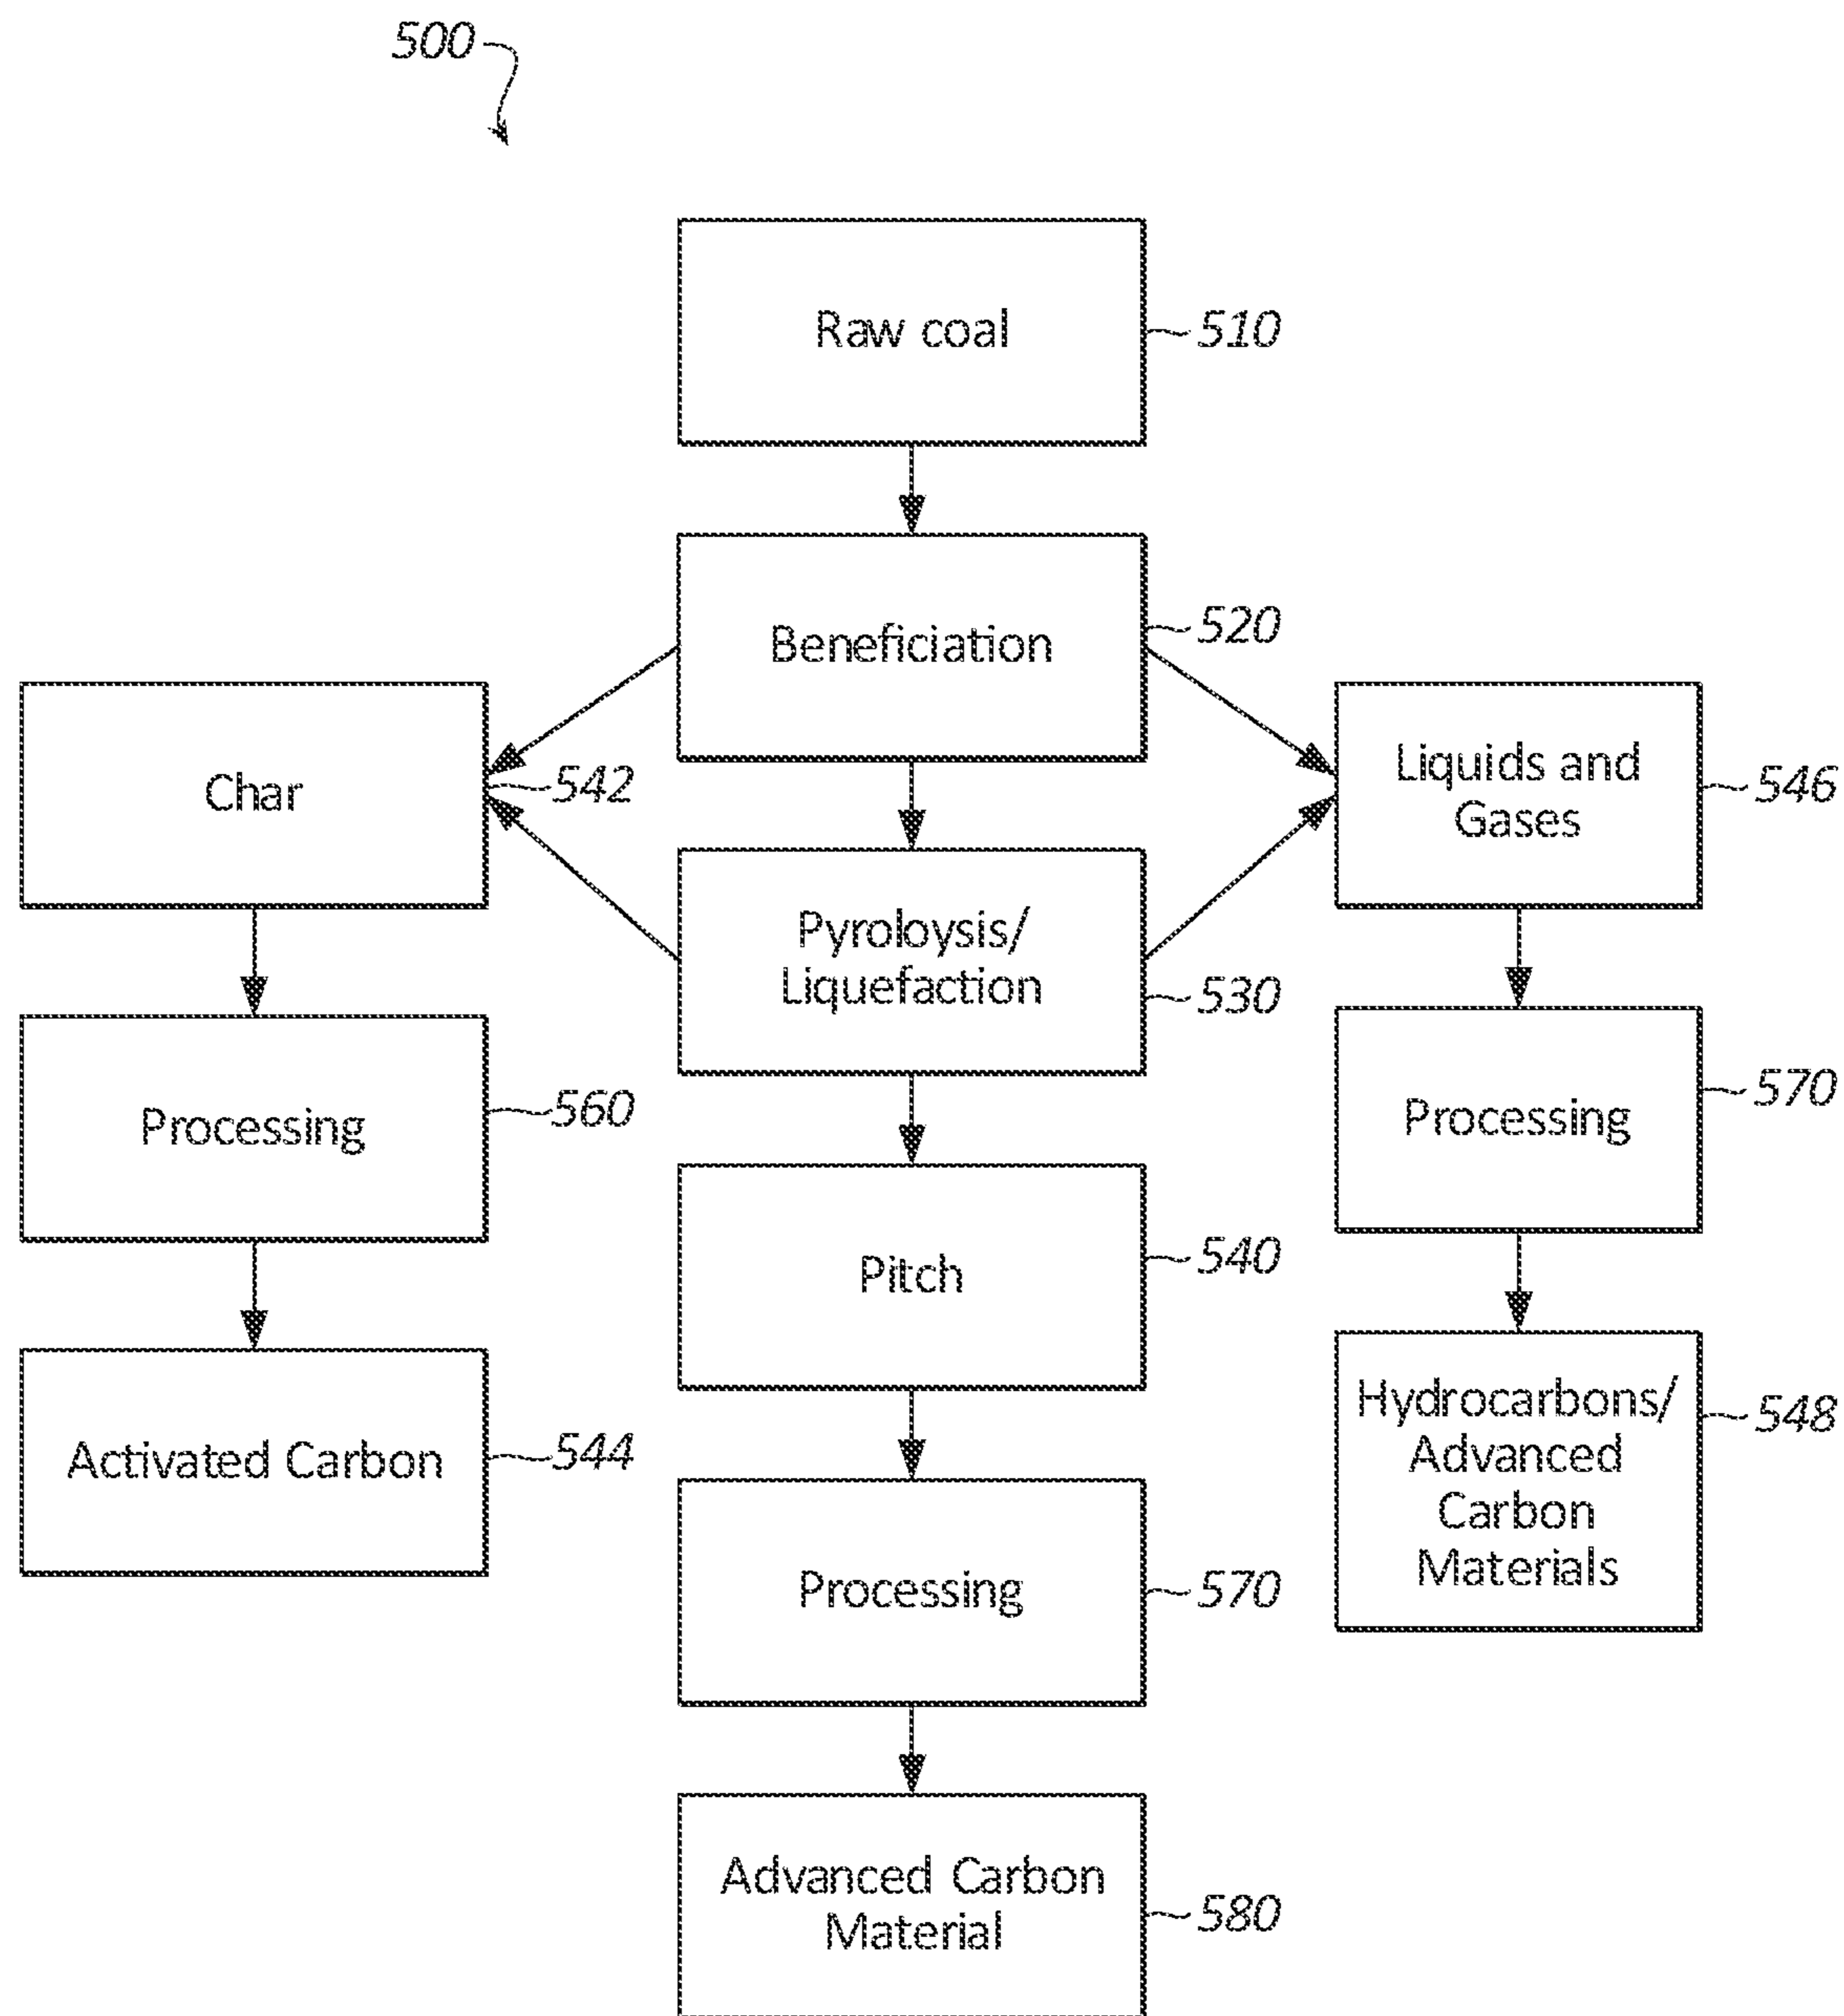 500
Raw coal
510
Beneficiation
520
Char
542
Liquids and
Gases
546
Pyroloysis/
Liquefaction
530
Processing
560
Processing
570
Pitch
540
Activated Carbon
544
Hydrocarbons/
Advanced
Carbon
Materials
548
Processing
570
Advanced Carbon
Material
580